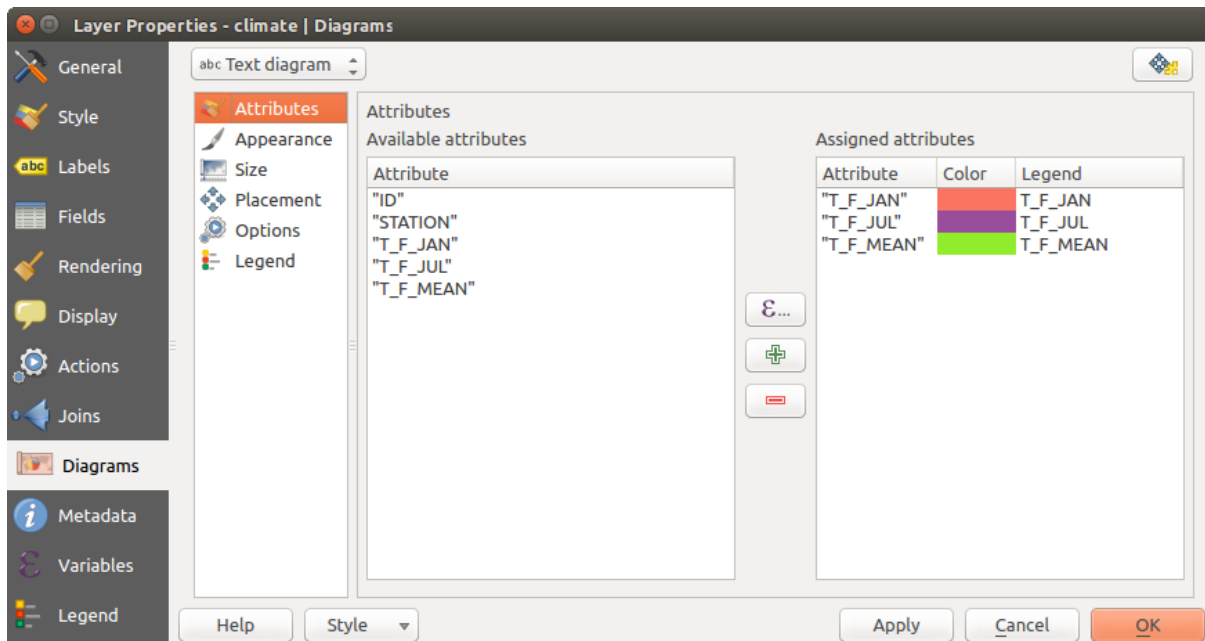 Layer Properties - climate | Diagrams
General
Style
abc Labels
Fields
Rendering
Display
Actions
Joins
Diagrams
Metadata
Variables
Legend
abc Text diagram
Attributes
Appearance
Size
Placement
Options
Legend
Attributes
Available attributes
Attribute
"ID"
"STATION"
"T_F_JAN"
"T_F_JUL"
"T_F_MEAN"
ε...
Assigned attributes
Attribute Color Legend
"T_F_JAN" T_F_JAN
"T_F_JUL" T_F_JUL
"T_F_MEAN" T_F_MEAN
Help Style Apply Cancel OK